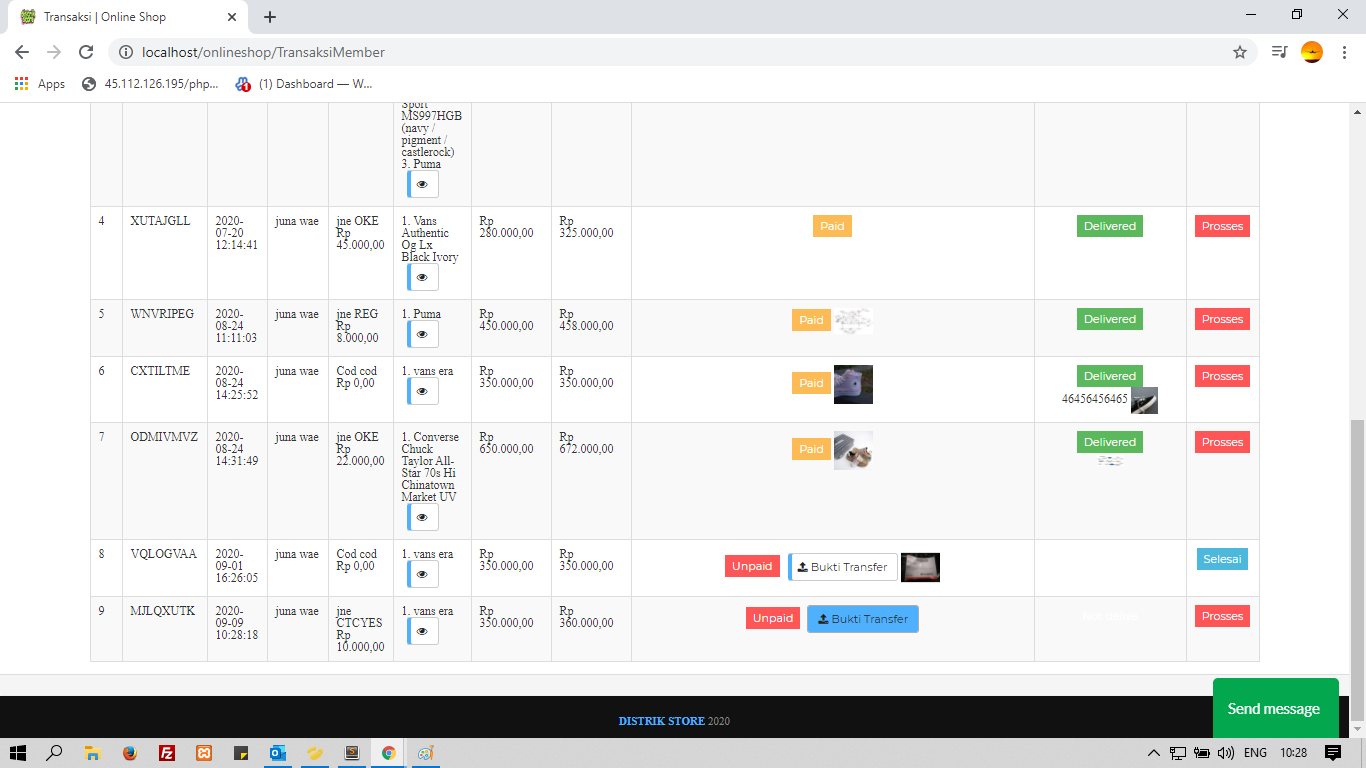 Transaksi | Online Shop
localhost/onlineshop/TransaksiMember
Apps
45.112.126.195/php...
(1) Dashboard — W...
Sport
MS997HGB
(navy /
pigment /
castlerock)
3. Puma
4
XUTAJGLL
2020-
07-20
12:14:41
juna wae
jne OKE
Rp
45.000,00
1. Vans
Authentic
Og Lx
Black Ivory
Rp
280.000,00
Rp
325.000,00
Paid
Delivered
Prosses
5
WNVRIPEG
2020-
08-24
11:11:03
juna wae
jne REG
Rp
8.000,00
1. Puma
Rp
450.000,00
Rp
458.000,00
Paid
Delivered
Prosses
6
CXTILTME
2020-
08-24
14:25:52
juna wae
Cod cod
Rp 0,00
1. vans era
Rp
350.000,00
Rp
350.000,00
Paid
Delivered
46456456465
Prosses
7
ODMIVMVZ
2020-
08-24
14:31:49
juna wae
jne OKE
Rp
22.000,00
1. Converse
Chuck
Taylor All-
Star 70s Hi
Chinatown
Market UV
Rp
650.000,00
Rp
672.000,00
Paid
Delivered
Prosses
8
VQLOGVAA
2020-
09-01
16:26:05
juna wae
Cod cod
Rp 0,00
1. vans era
Rp
350.000,00
Rp
350.000,00
Unpaid
Bukti Transfer
Selesai
9
MJLQXUTK
2020-
09-09
10:28:18
juna wae
jne
CTCYES
Rp
10.000,00
1. vans era
Rp
350.000,00
Rp
360.000,00
Unpaid
Bukti Transfer
Prosses
DISTRIK STORE 2020
Send message
ENG
10:28